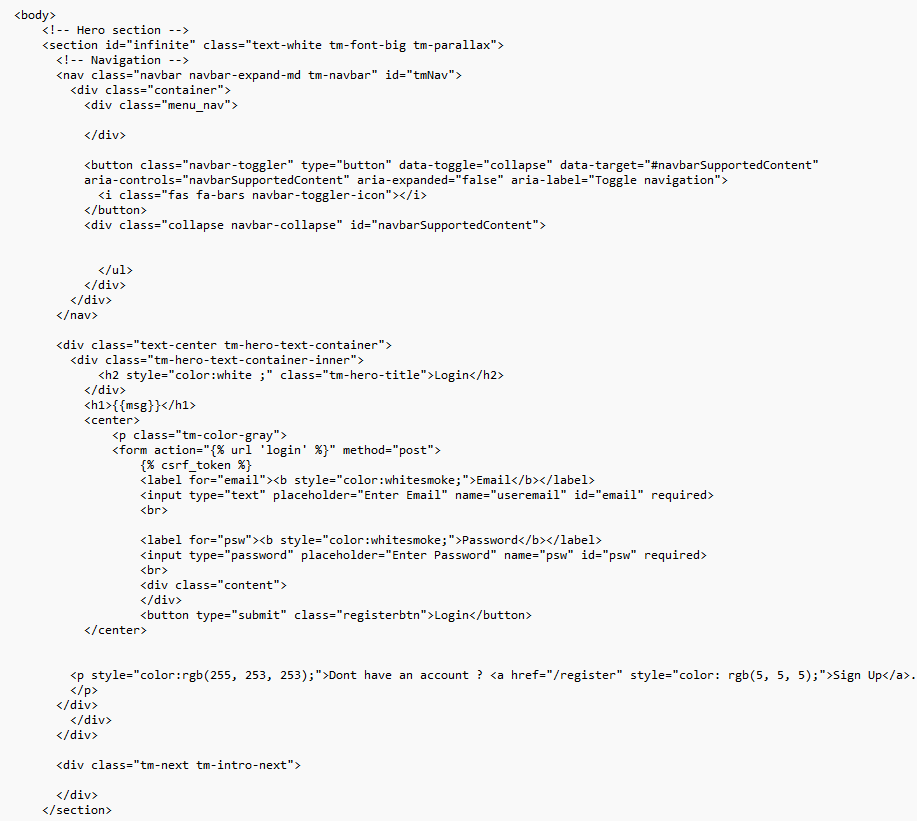 <body>
<!-- Hero section -->
<section id="infinite" class="text-white tm-font-big tm-parallax">
<!-- Navigation -->
<nav class="navbar navbar-expand-md tm-navbar" id="tmNav">
<div class="container">
<div class="menu_nav">
</div>
<button class="navbar-toggler" type="button" data-toggle="collapse" data-target="#navbarSupportedContent"
aria-controls="navbarSupportedContent" aria-expanded="false" aria-label="Toggle navigation">
<i class="fas fa-bars navbar-toggler-icon"></i>
</button>
<div class="collapse navbar-collapse" id="navbarSupportedContent">
</ul>
</div>
</div>
</nav>
<div class="text-center tm-hero-text-container">
<div class="tm-hero-text-container-inner">
<h2 style="color:white ;" class="tm-hero-title">Login</h2>
</div>
<h1>{{msg}}</h1>
<center>
<p class="tm-color-gray">
<form action="{% url 'login' %}" method="post">
{% csrf_token %}
<label for="email"><b style="color:whitesmoke;">Email</b></label>
<input type="text" placeholder="Enter Email" name="useremail" id="email" required>
<br>
<label for="psw"><b style="color:whitesmoke;">Password</b></label>
<input type="password" placeholder="Enter Password" name="psw" id="psw" required>
<br>
<div class="content">
</div>
<button type="submit" class="registerbtn">Login</button>
</center>
<p style="color:rgb(255, 253, 253);">Dont have an account ? <a href="/register" style="color: rgb(5, 5, 5);">Sign Up</a>.
</p>
</div>
</div>
</div>
<div class="tm-next tm-intro-next">
</div>
</section>